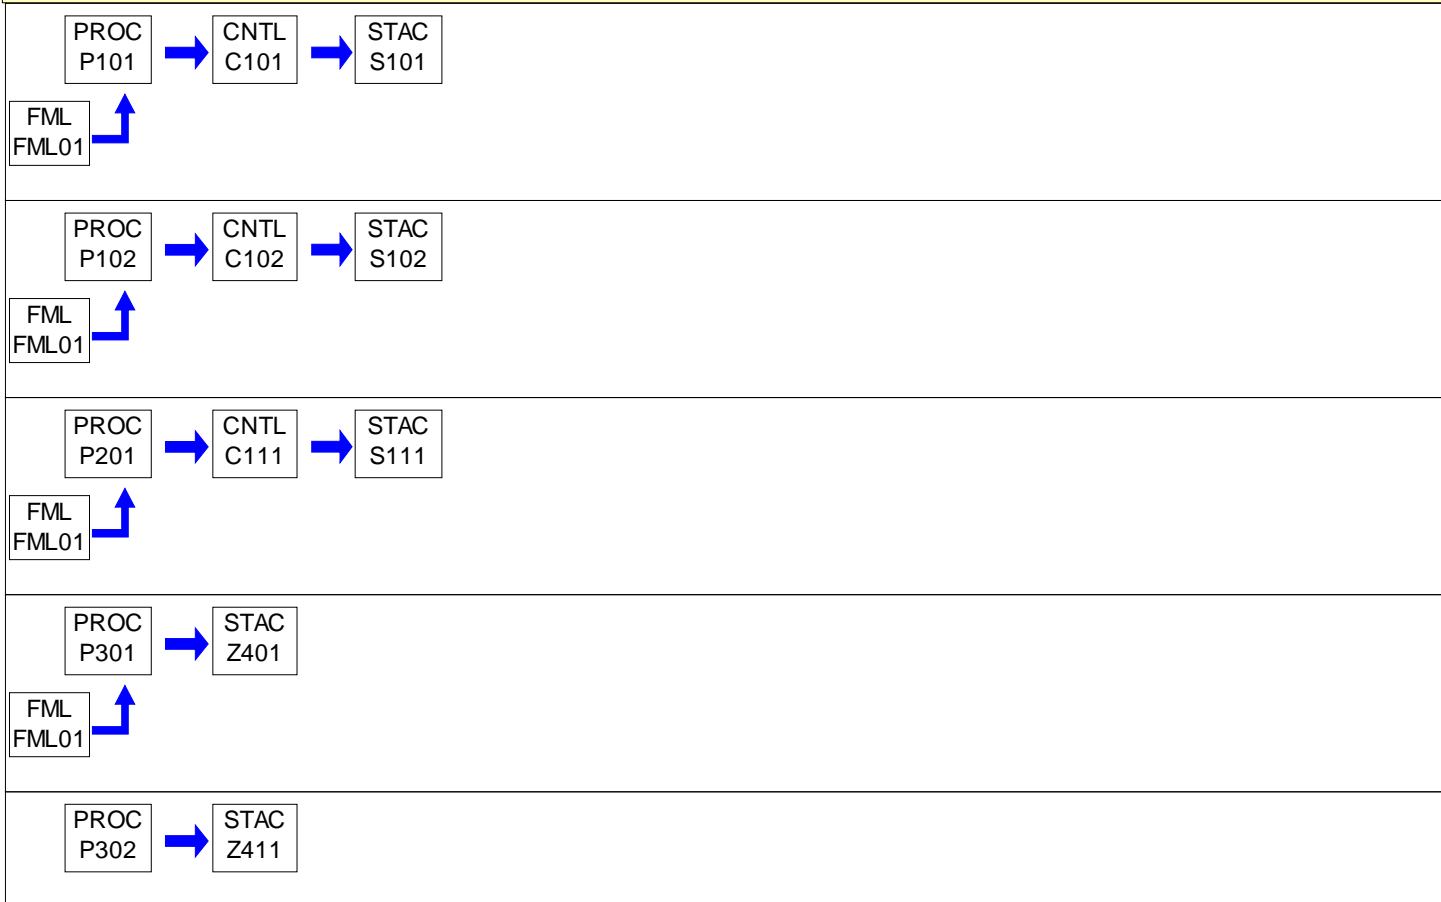 PROC CNTL STAC
P101 C101 S101
FML
FML01
PROC CNTL STAC
P102 C102 S102
FML
FML01
PROC CNTL STAC
P201 C111 S111
FML
FML01
PROC STAC
P301 Z401
FML
FML01
PROC STAC
P302 Z411